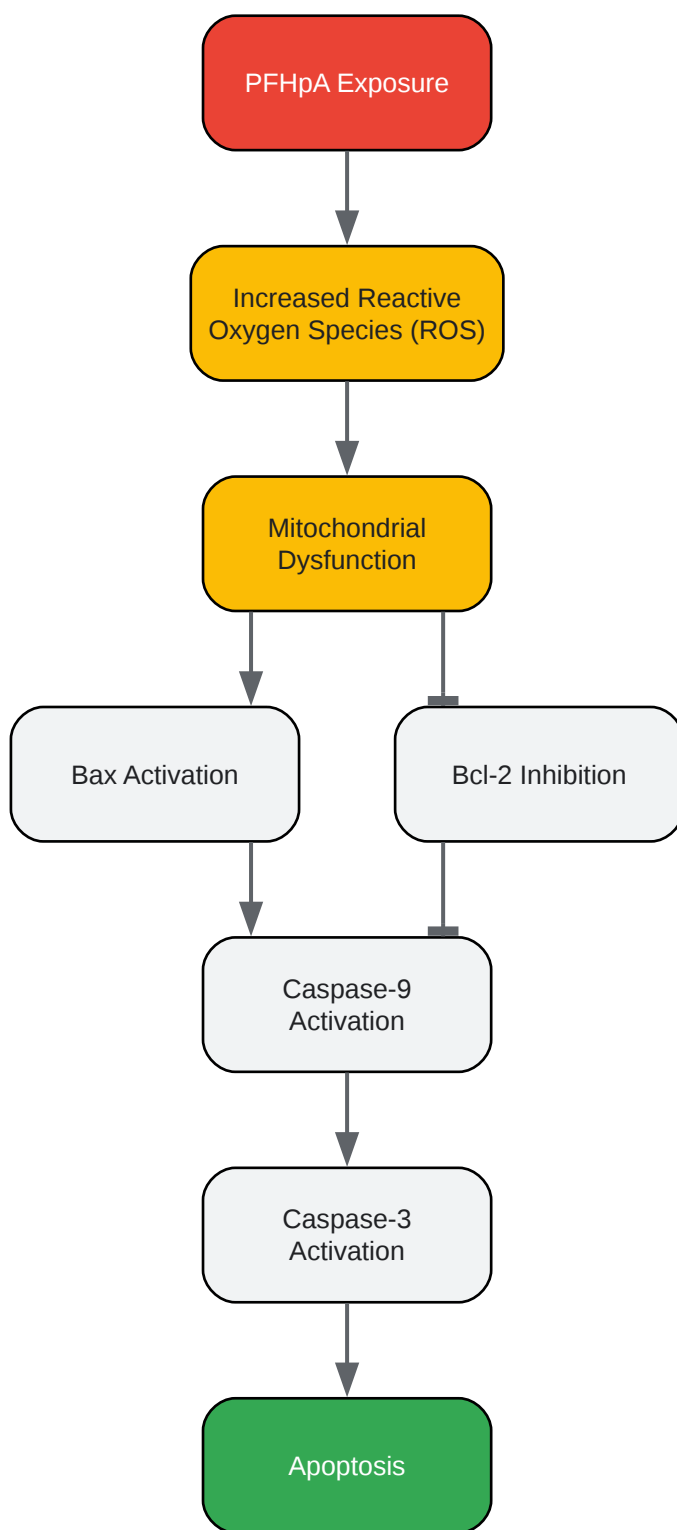 PFHpA Exposure
Increased Reactive
Oxygen Species (ROS)
Mitochondrial
Dysfunction
Bax Activation
Bcl-2 Inhibition
Caspase-9
Activation
Caspase-3
Activation
Apoptosis